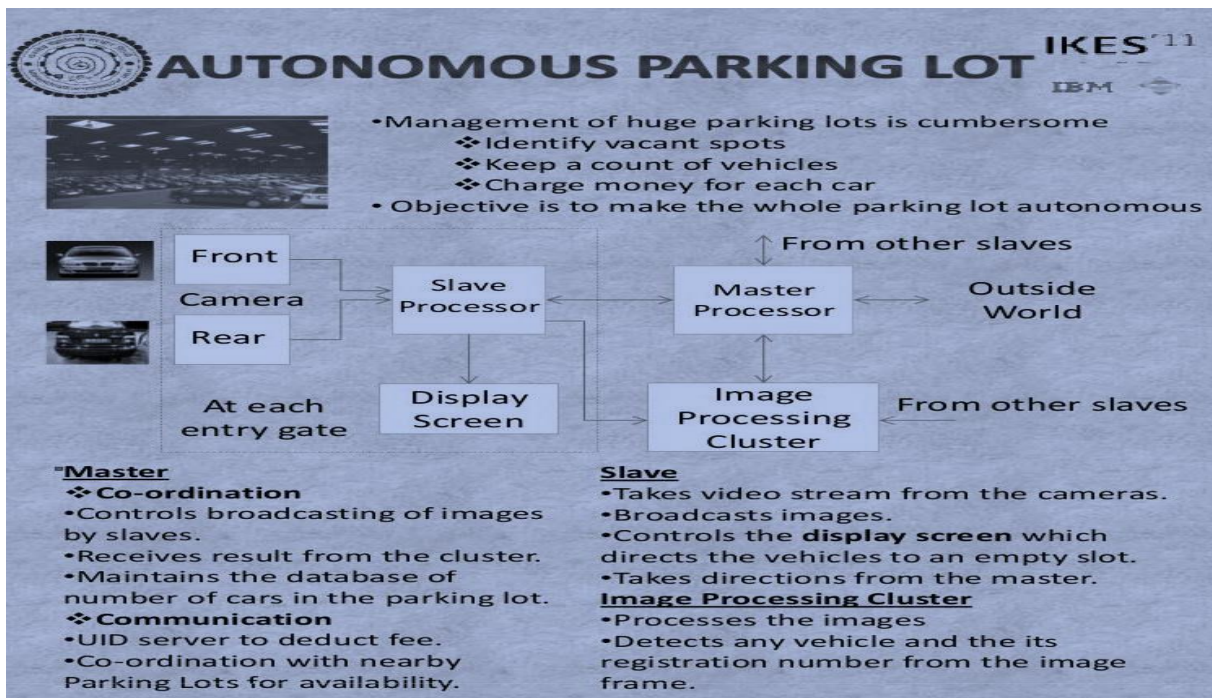 AUTONOMOUS PARKING LOT
IKES'11
IBM
•Management of huge parking lots is cumbersome
❖Identify vacant spots
❖Keep a count of vehicles
❖Charge money for each car
• Objective is to make the whole parking lot autonomous
Front
Camera
Rear
At each
entry gate
Slave
Processor
Display
Screen
From other slaves
Master
Processor
Outside
World
Image
Processing
Cluster
From other slaves
Master
❖Co-ordination
•Controls broadcasting of images
by slaves.
•Receives result from the cluster.
•Maintains the database of
number of cars in the parking lot.
❖Communication
•UID server to deduct fee.
•Co-ordination with nearby
Parking Lots for availability.
Slave
•Takes video stream from the cameras.
•Broadcasts images.
•Controls the display screen which
directs the vehicles to an empty slot.
•Takes directions from the master.
Image Processing Cluster
•Processes the images
•Detects any vehicle and the its
registration number from the image
frame.